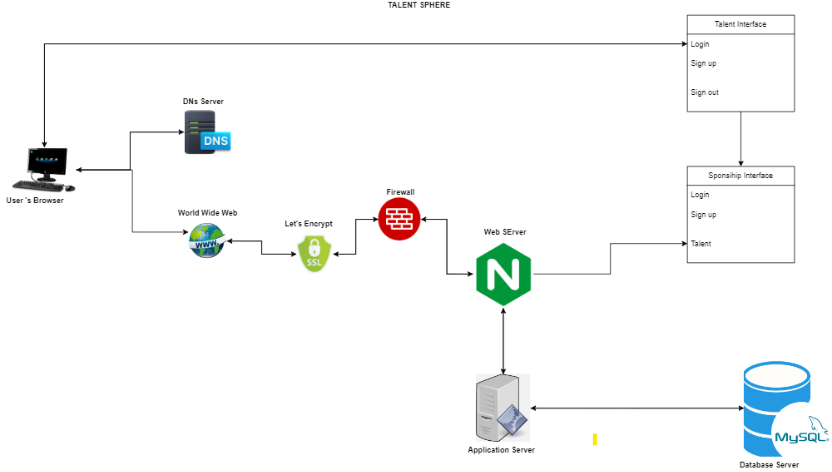 TALENT SPHERE
Talent Interface
Login
Sign up
Sign out
DNs Server
DNS
User 's Browser
Sponsihip Interface
Login
Sign up
Talent
World Wide Web
WWW.
Let's Encrypt
SSL
Firewall
Web SErver
N
Application Server
MySQL
Database Server